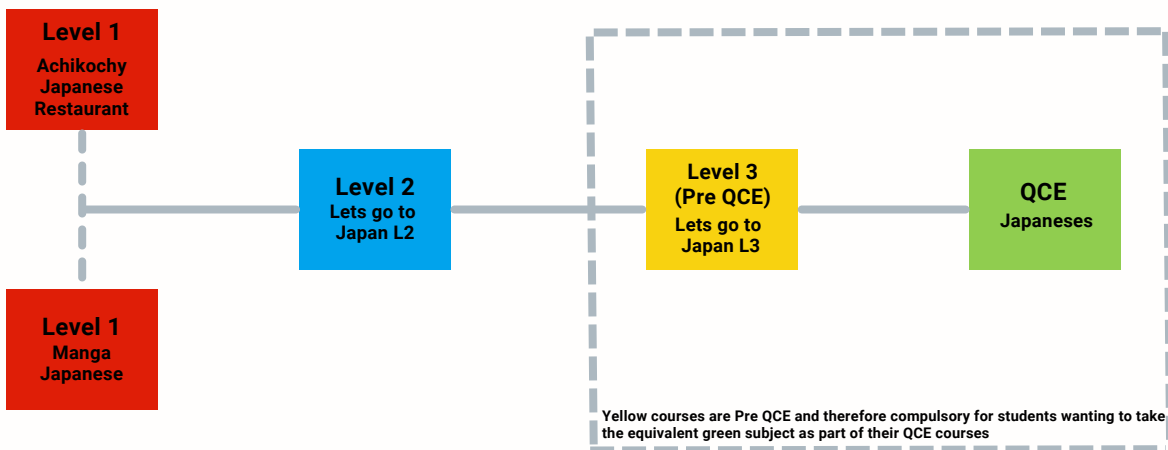 Level 1
Achikochy
Japanese
Restaurant
Level 2
Lets go to
Japan L2
Level 3
(Pre QCE)
Lets go to
Japan L3
QCE
Japaneses
Level 1
Manga
Japanese
Yellow courses are Pre QCE and therefore compulsory for students wanting to take
the equivalent green subject as part of their QCE courses